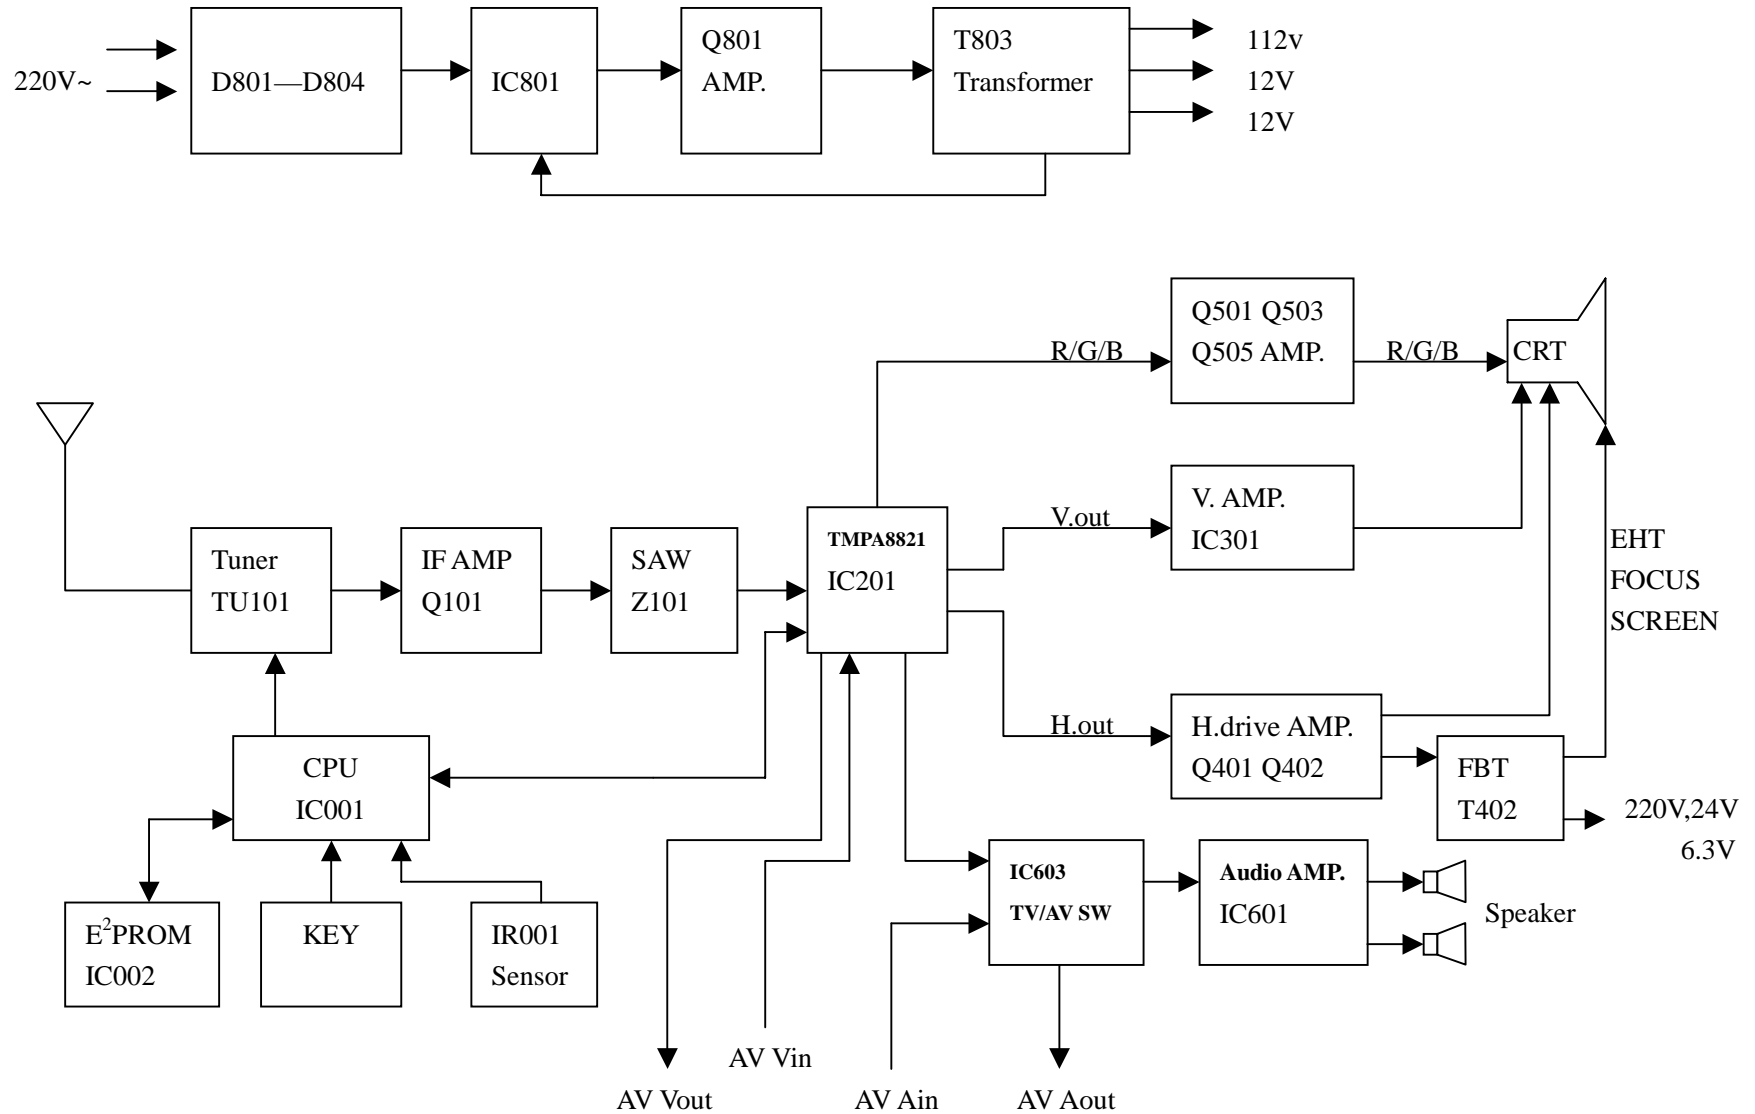 220V~
D801—D804
IC801
Q801
AMP.
T803
Transformer
112v
12V
12V
R/G/B
Q501 Q503
Q505 AMP.
R/G/B
CRT
Tuner
TU101
IF AMP
Q101
SAW
Z101
TMPA8821
IC201
V.out
V. AMP.
IC301
EHT
FOCUS
SCREEN
H.out
H.drive AMP.
Q401 Q402
FBT
T402
220V,24V
6.3V
CPU
IC001
E²PROM
IC002
KEY
IR001
Sensor
IC603
TV/AV SW
Audio AMP.
IC601
Speaker
AV Vout
AV Vin
AV Ain
AV Aout